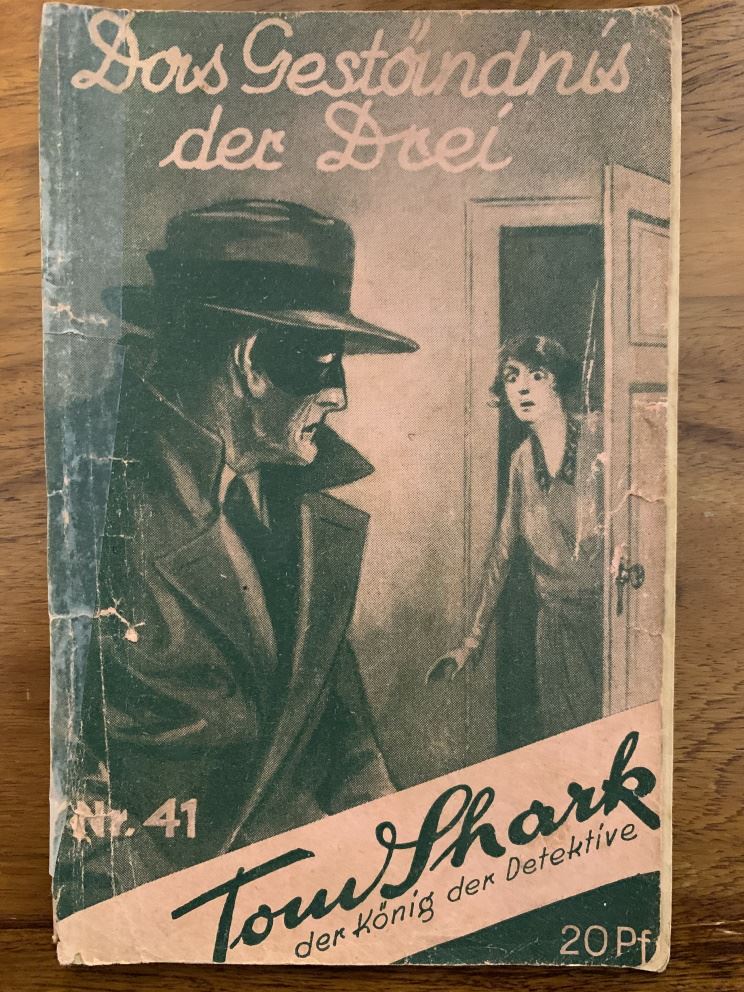 Das Geständnis
der Drei
Nr. 41
Tom Shark
der König der Detektive
20 Pf